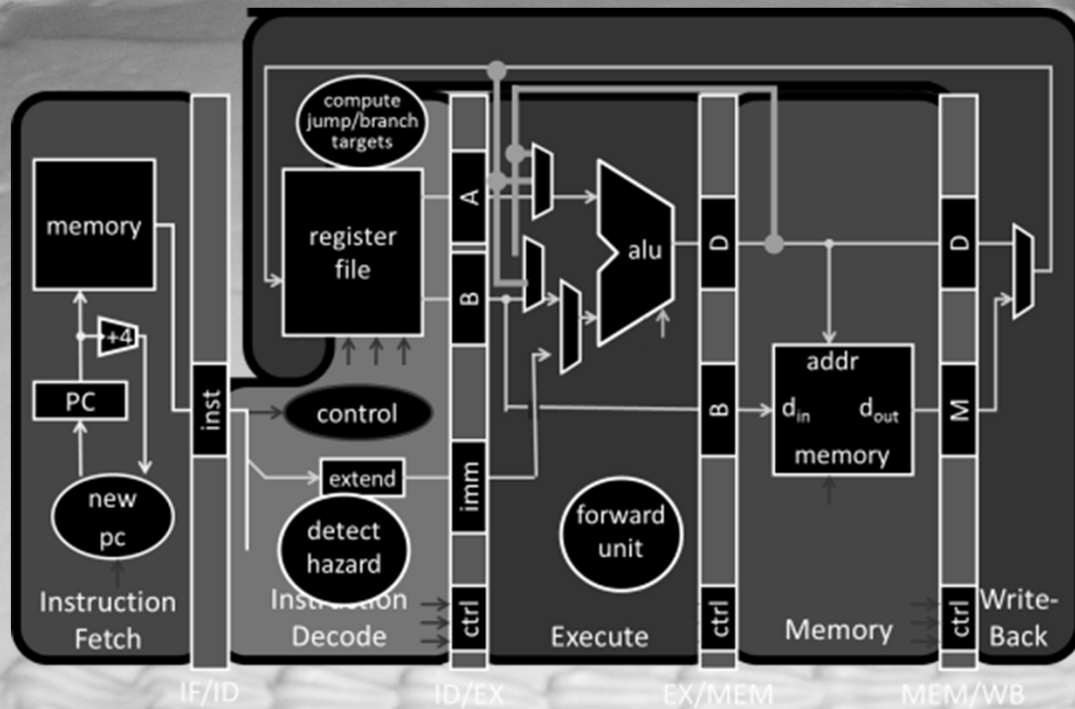 compute
jump/branch
targets
memory
register
file
A
B
alu
D
D
+4
PC
inst
control
addr
d_in
d_out
memory
B
M
extend
imm
new
pc
detect
hazard
forward
unit
Instruction
Fetch
Instruction
Decode
ctrl
Execute
ctrl
Memory
ctrl
Write-
Back
IF/ID
ID/EX
EX/MEM
MEM/WB